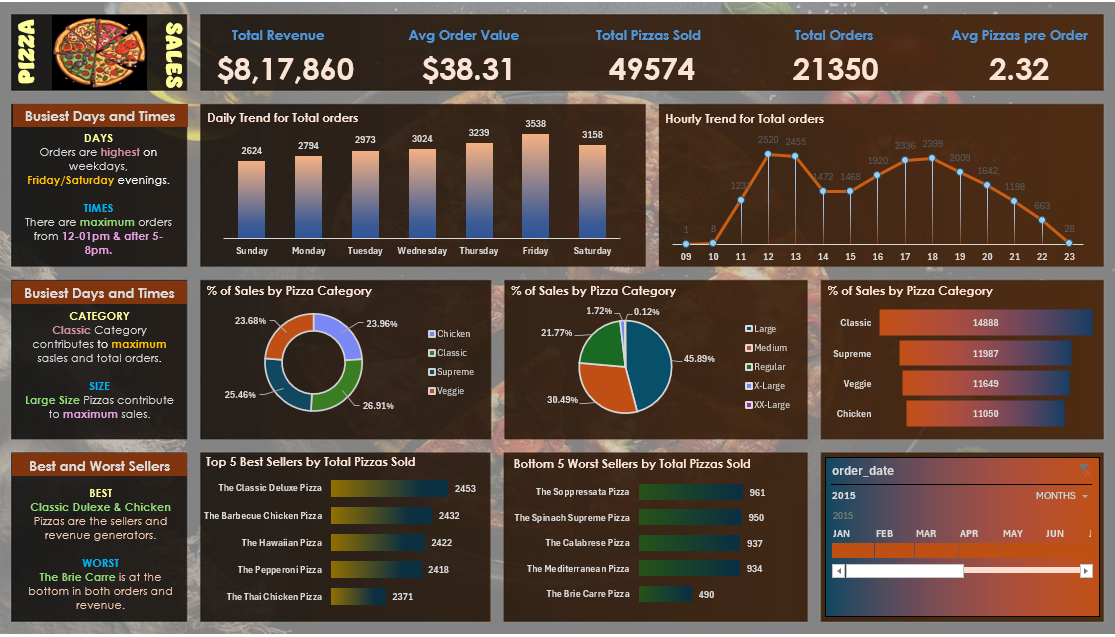 PIZZA
SALES
Total Revenue
$8,17,860
Avg Order Value
$38.31
Total Pizzas Sold
49574
Total Orders
21350
Avg Pizzas pre Order
2.32
Busiest Days and Times
DAYS
Orders are highest on
weekdays,
Friday/Saturday evenings.
TIMES
There are maximum orders
from 12-01pm & after 5-
8pm.
Daily Trend for Total orders
2624
2794
2973
3024
3239
3538
3158
Sunday
Monday
Tuesday
Wednesday
Thursday
Friday
Saturday
Hourly Trend for Total orders
1
8
1231
2520
2455
1472
1468
1920
2336
2399
2009
1642
1198
663
28
09
10
11
12
13
14
15
16
17
18
19
20
21
22
23
Busiest Days and Times
CATEGORY
Classic Category
contributes to maximum
sasles and total orders.
SIZE
Large Size Pizzas contribute
to maximum sales.
% of Sales by Pizza Category
23.68%
23.96%
25.46%
26.91%
Chicken
Classic
Supreme
Veggie
% of Sales by Pizza Category
1.72%
0.12%
21.77%
45.89%
30.49%
Large
Medium
Regular
X-Large
XX-Large
% of Sales by Pizza Category
Classic
14888
Supreme
11987
Veggie
11649
Chicken
11050
Best and Worst Sellers
BEST
Classic Dulexe & Chicken
Pizzas are the sellers and
revenue generators.
WORST
The Brie Carre is at the
bottom in both orders and
revenue.
Top 5 Best Sellers by Total Pizzas Sold
The Classic Deluxe Pizza
2453
The Barbecue Chicken Pizza
2432
The Hawaiian Pizza
2422
The Pepperoni Pizza
2418
The Thai Chicken Pizza
2371
Bottom 5 Worst Sellers by Total Pizzas Sold
The Soppressata Pizza
961
The Spinach Supreme Pizza
950
The Calabrese Pizza
937
The Mediterranean Pizza
934
The Brie Carre Pizza
490
order_date
2015
MONTHS
2015
JAN
FEB
MAR
APR
MAY
JUN